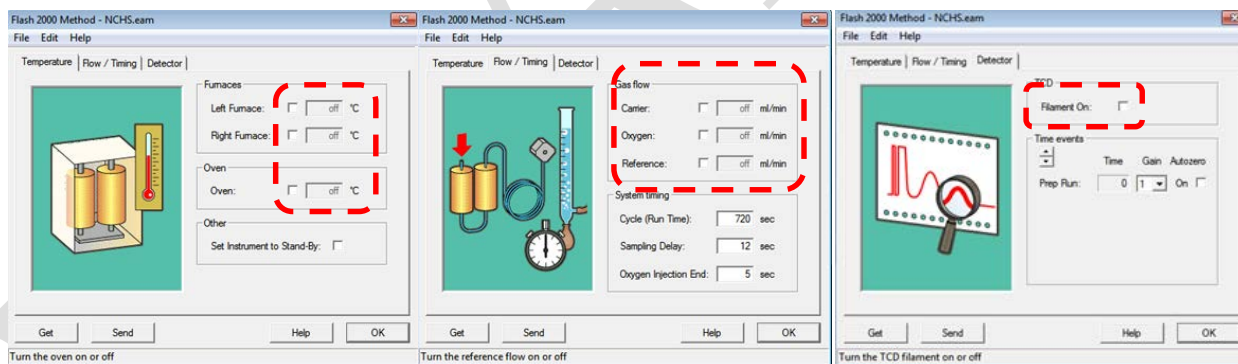 Flash 2000 Method - NCHS.eam
File Edit Help
Temperature Flow / Timing Detector
Furnaces
Left Furnace: off °C
Right Furnace: off °C
Oven
Oven: off °C
Other
Set Instrument to Stand-By:
Get Send Help OK
Turn the oven on or off
Flash 2000 Method - NCHS.eam
File Edit Help
Temperature Flow / Timing Detector
Gas flow
Carrier: off ml/min
Oxygen: off ml/min
Reference: off ml/min
System timing
Cycle (Run Time): 720 sec
Sampling Delay: 12 sec
Oxygen Injection End: 5 sec
Get Send Help OK
Turn the reference flow on or off
Flash 2000 Method - NCHS.eam
File Edit Help
Temperature Flow / Timing Detector
TCD
Filament On:
Time events
Time Gain Autozero
Prep Run: 0 1 On
Get Send Help OK
Turn the TCD filament on or off